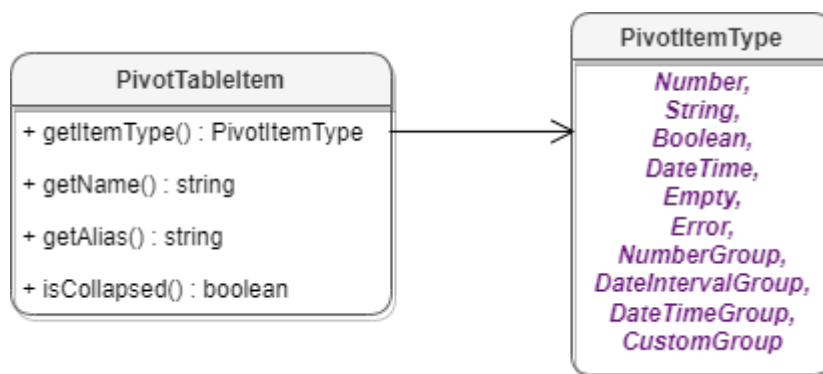 PivotTableItem
+ getItemType() : PivotItemType
+ getName() : string
+ getAlias() : string
+ isCollapsed() : boolean
PivotItemType
Number,
String,
Boolean,
DateTime,
Empty,
Error,
NumberGroup,
DateIntervalGroup,
DateTimeGroup,
CustomGroup